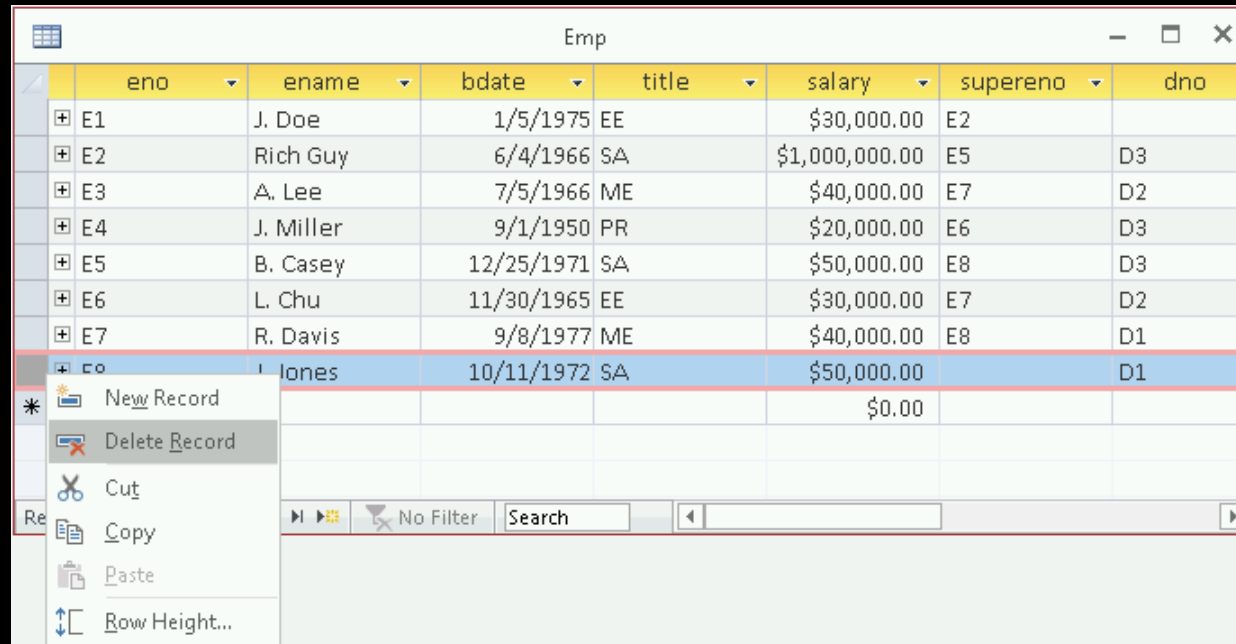 Emp
eno ename bdate title salary supereno dno
E1 J. Doe 1/5/1975 EE $30,000.00 E2
E2 Rich Guy 6/4/1966 SA $1,000,000.00 E5 D3
E3 A. Lee 7/5/1966 ME $40,000.00 E7 D2
E4 J. Miller 9/1/1950 PR $20,000.00 E6 D3
E5 B. Casey 12/25/1971 SA $50,000.00 E8 D3
E6 L. Chu 11/30/1965 EE $30,000.00 E7 D2
E7 R. Davis 9/8/1977 ME $40,000.00 E8 D1
Jones 10/11/1972 SA $50,000.00 D1
$0.00
New Record
Delete Record
Cut
Re No Filter Search
Copy
Paste
Row Height...